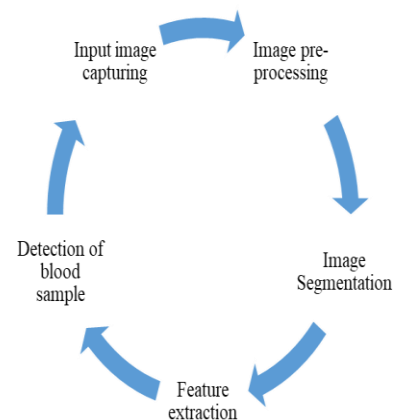 Input image
capturing
Image pre-
processing
Image
Segmentation
Feature
extraction
Detection of
blood
sample